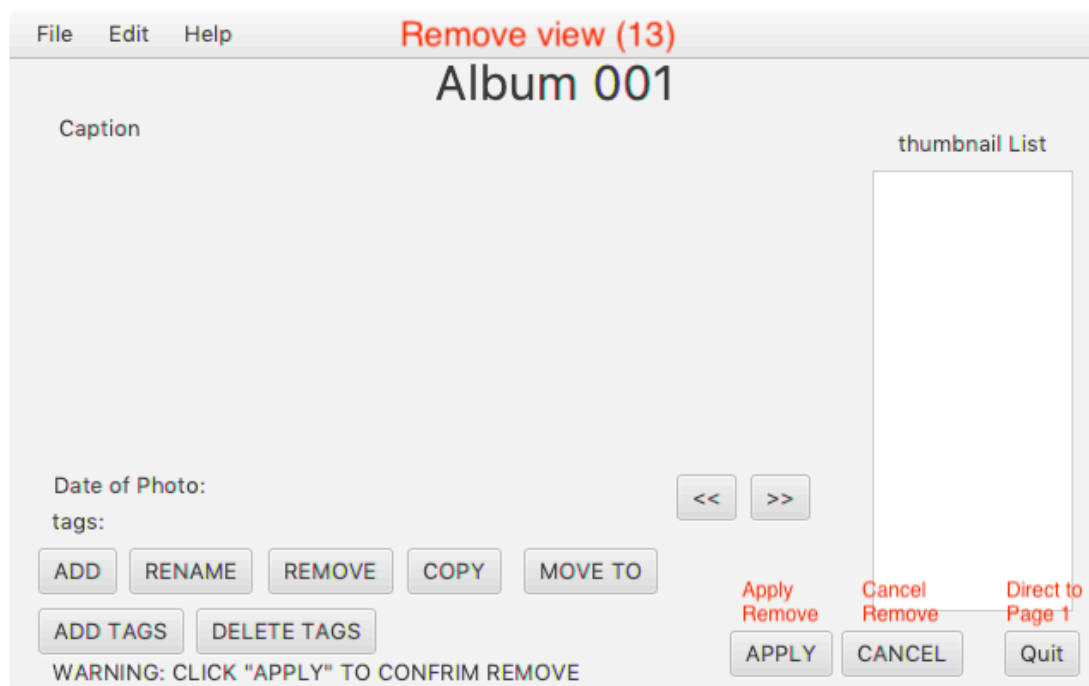 File Edit Help Remove view (13)
Album 001
Caption
thumbnail List
Date of Photo:
<< >>
tags:
ADD RENAME REMOVE COPY MOVE TO
Apply Remove
Cancel Remove
Direct to Page 1
ADD TAGS DELETE TAGS
APPLY CANCEL Quit
WARNING: CLICK "APPLY" TO CONFRIM REMOVE